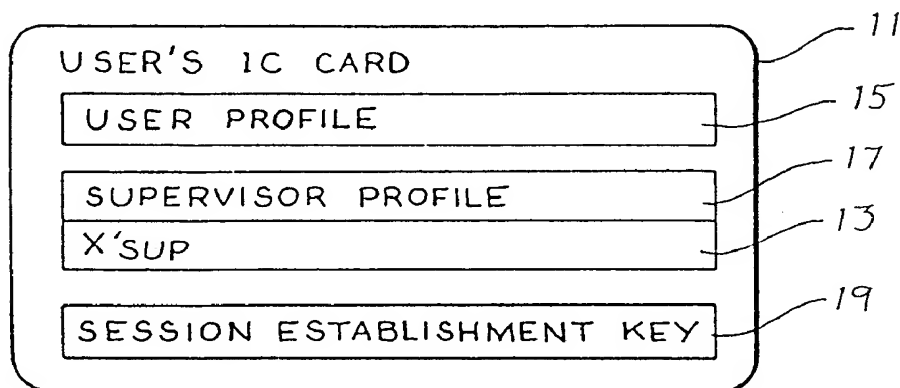 11
USER'S IC CARD
USER PROFILE 15
SUPERVISOR PROFILE 17
X'SUP 13
SESSION ESTABLISHMENT KEY 19